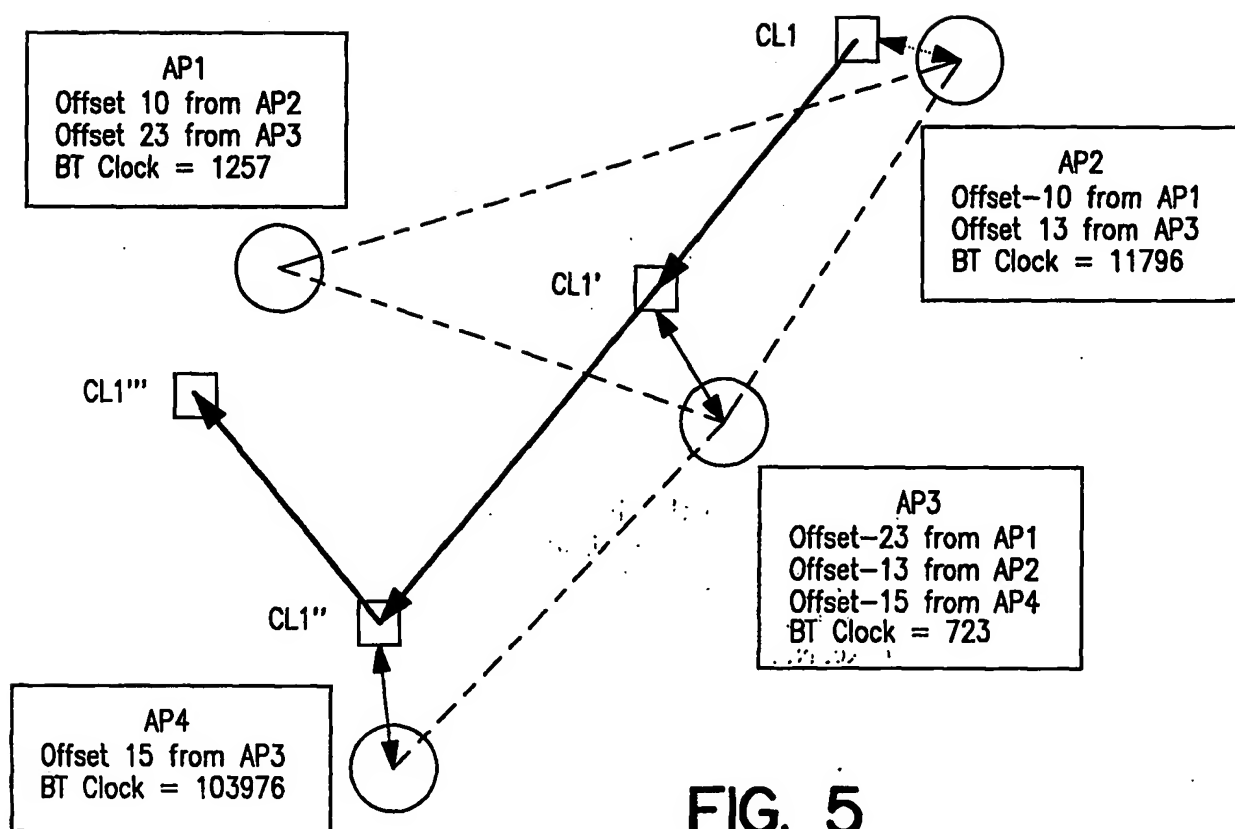 CL1
AP1
Offset 10 from AP2
Offset 23 from AP3
BT Clock = 1257
AP2
Offset-10 from AP1
Offset 13 from AP3
BT Clock = 11796
CL1'
CL1'''
AP3
Offset-23 from AP1
Offset-13 from AP2
Offset-15 from AP4
BT Clock = 723
CL1''
AP4
Offset 15 from AP3
BT Clock = 103976
FIG. 5